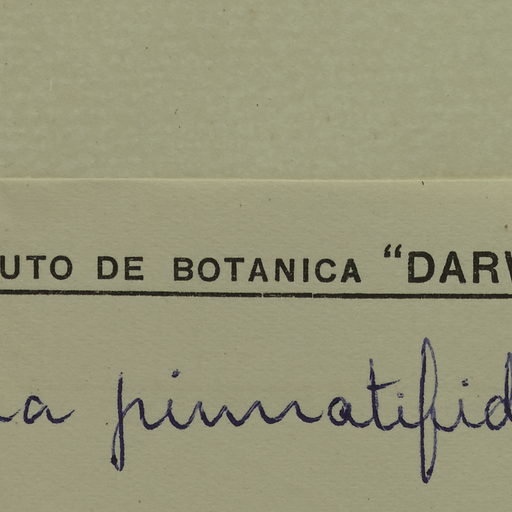 UTO DE BOTANICA “DARW
a pinnatifid